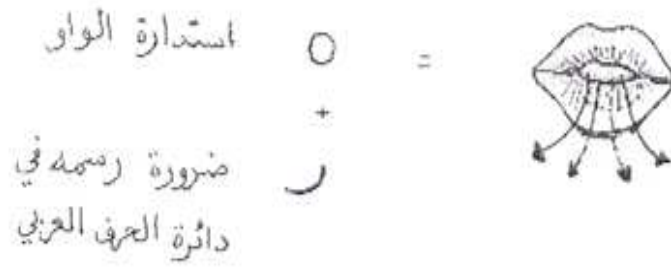 استدارة الواو
O
=
+
ضرورة رسمه في
ر
دائرة الحرف العربي